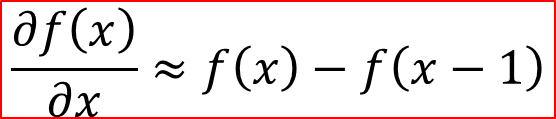 ∂f(x)/∂x ≈ f(x) − f(x − 1)